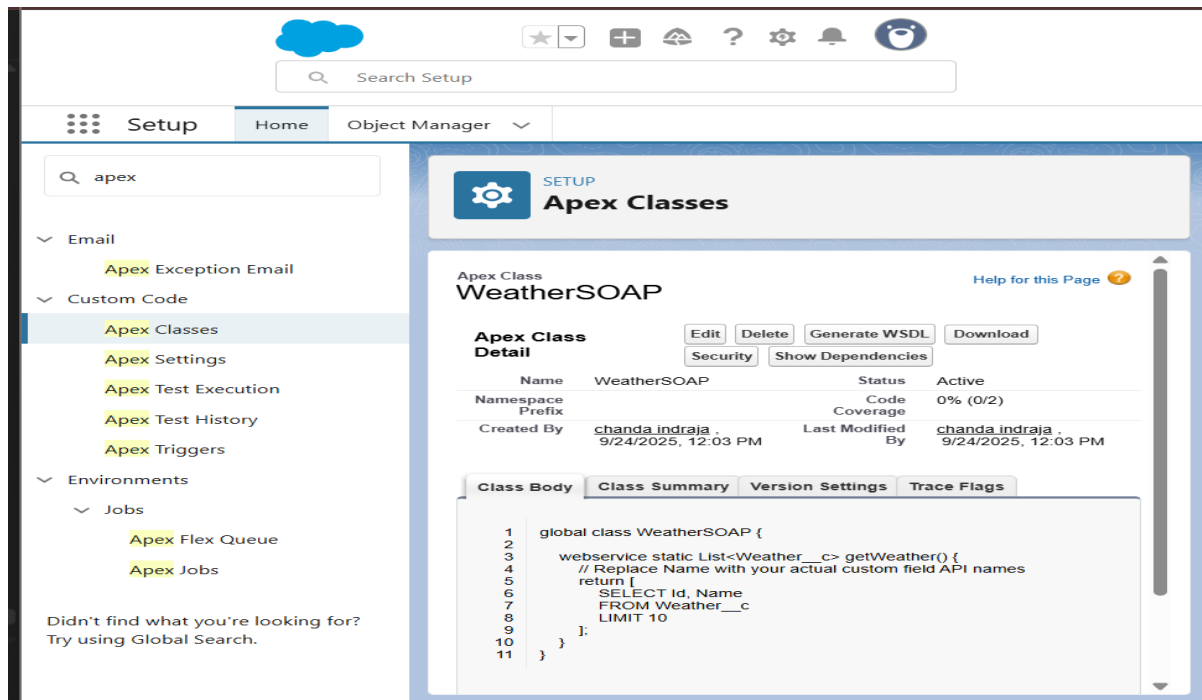 Search Setup
Setup Home Object Manager
apex
Email
Apex Exception Email
Custom Code
Apex Classes
Apex Settings
Apex Test Execution
Apex Test History
Apex Triggers
Environments
Jobs
Apex Flex Queue
Apex Jobs
Didn't find what you're looking for?
Try using Global Search.
SETUP
Apex Classes
Apex Class
WeatherSOAP
Help for this Page ?
Apex Class
Detail
Edit Delete Generate WSDL Download
Security Show Dependencies
Name WeatherSOAP Status Active
Namespace
Prefix
Code
Coverage
0% (0/2)
Created By chanda indraja ,
9/24/2025, 12:03 PM
Last Modified
By
chanda indraja ,
9/24/2025, 12:03 PM
Class Body Class Summary Version Settings Trace Flags
1 global class WeatherSOAP {
2
3 webservice static List<Weather__c> getWeather() {
4 // Replace Name with your actual custom field API names
5 return [
6 SELECT Id, Name
7 FROM Weather__c
8 LIMIT 10
9 ];
10 }
11 }